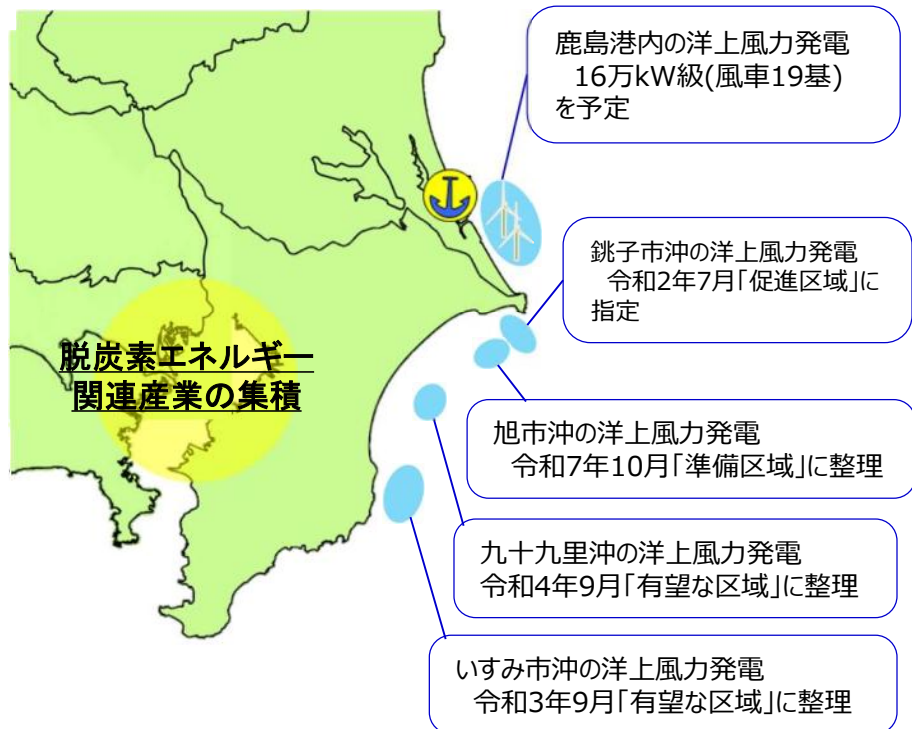 鹿島港内の洋上風力発電
16万kW級(風車19基)
を予定
銚子市沖の洋上風力発電
令和2年7月「促進区域」に
指定
脱炭素エネルギー
関連産業の集積
旭市沖の洋上風力発電
令和7年10月「準備区域」に整理
九十九里沖の洋上風力発電
令和4年9月「有望な区域」に整理
いすみ市沖の洋上風力発電
令和3年9月「有望な区域」に整理